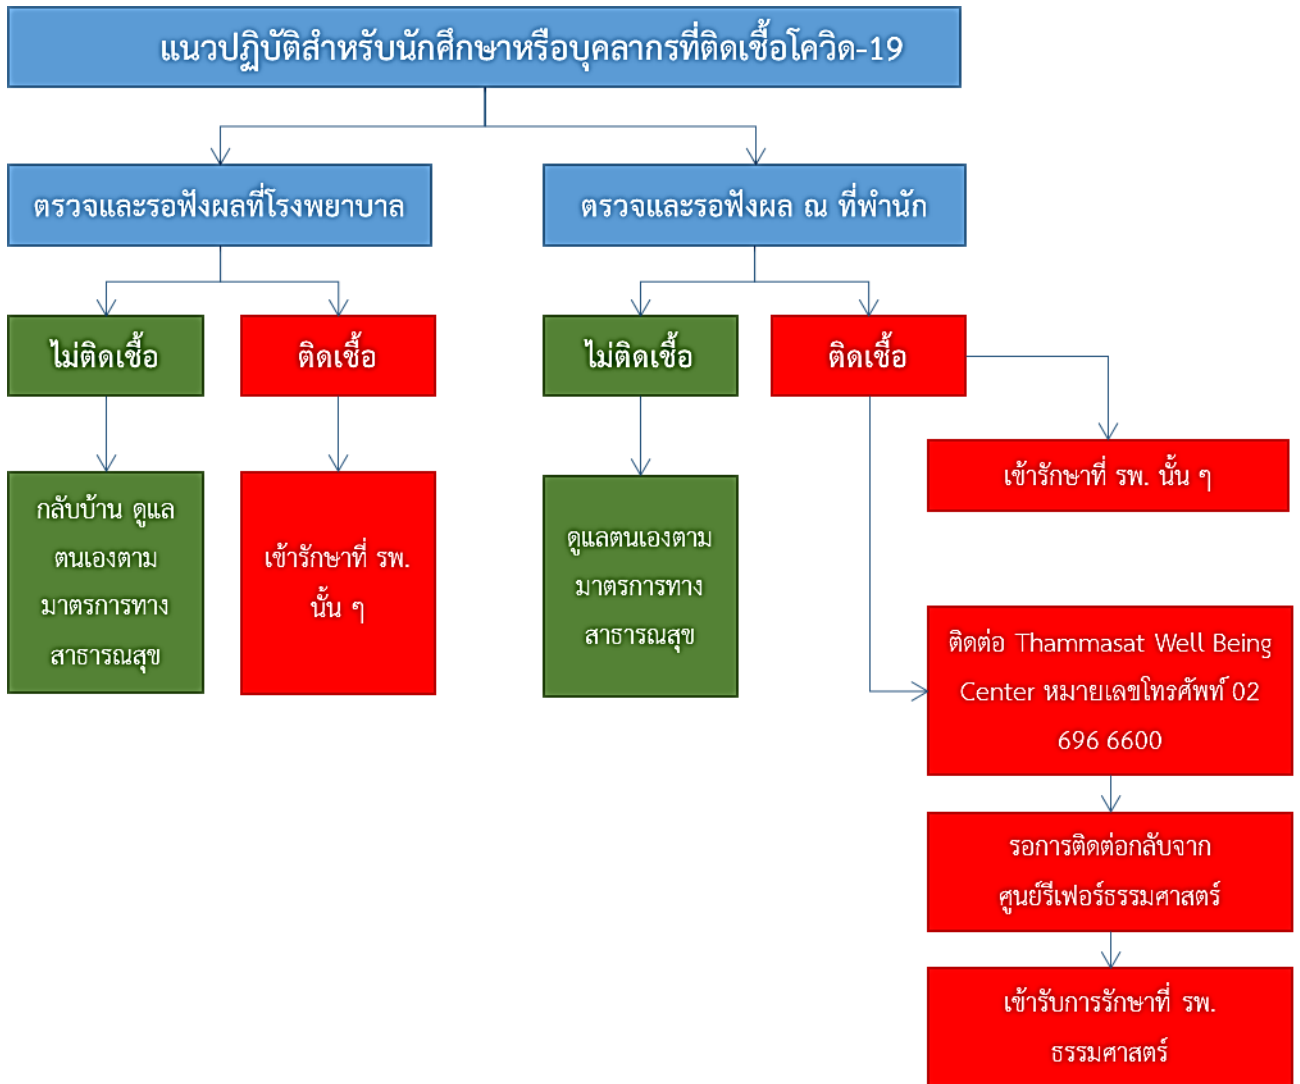 แนวปฏิบัติสำหรับนักศึกษาหรือบุคลากรที่ติดเชื้อโควิด-19
ตรวจและรอฟังผลที่โรงพยาบาล
ตรวจและรอฟังผล ณ ที่พำนัก
ไม่ติดเชื้อ
ติดเชื้อ
ไม่ติดเชื้อ
ติดเชื้อ
กลับบ้าน ดูแล
ตนเองตาม
มาตรการทาง
สาธารณสุข
เข้ารักษาที่ รพ.
นั้น ๆ
ดูแลตนเองตาม
มาตรการทาง
สาธารณสุข
เข้ารักษาที่ รพ. นั้น ๆ
ติดต่อ Thammasat Well Being
Center หมายเลขโทรศัพท์ 02
696 6600
รอการติดต่อกลับจาก
ศูนย์รีเฟอร์ธรรมศาสตร์
เข้ารับการรักษาที่ รพ.
ธรรมศาสตร์